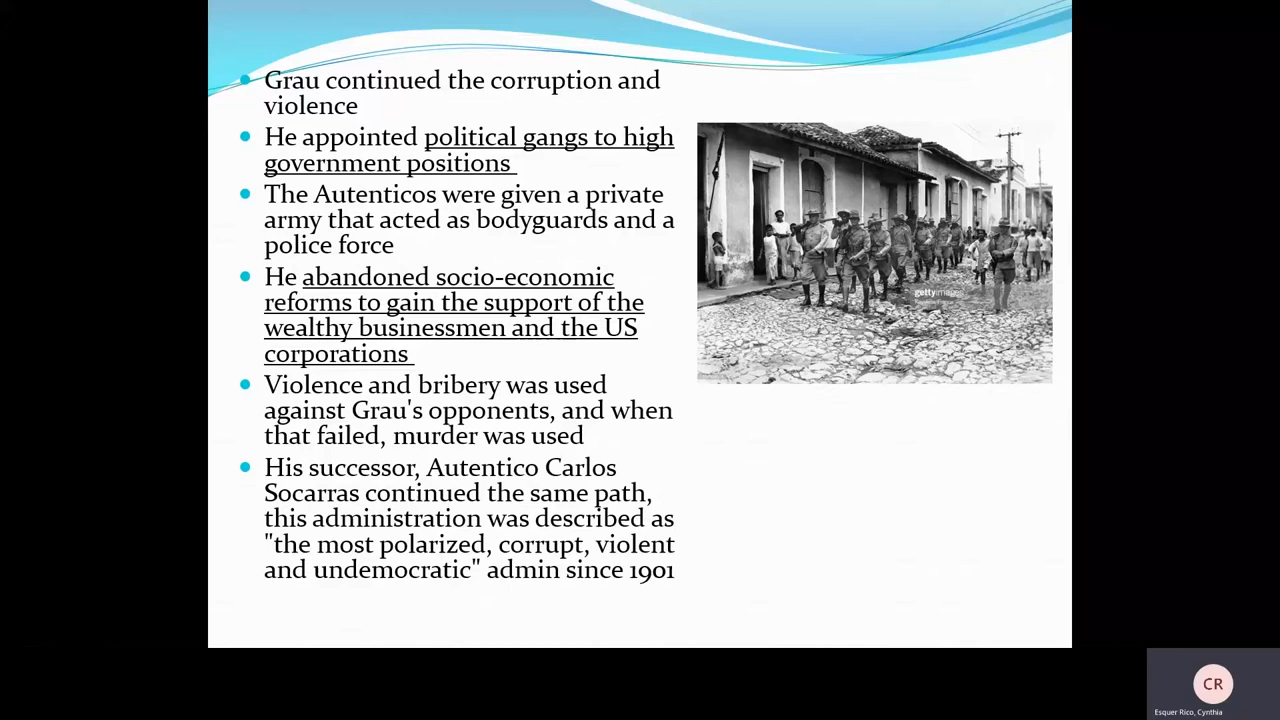 Grau continued the corruption and
violence
He appointed political gangs to high
government positions
The Autenticos were given a private
army that acted as bodyguards and a
police force
He abandoned socio-economic
reforms to gain the support of the
wealthy businessmen and the US
corporations
Violence and bribery was used
against Grau's opponents, and when
that failed, murder was used
His successor, Autentico Carlos
Socarras continued the same path,
this administration was described as
"the most polarized, corrupt, violent
and undemocratic" admin since 1901
gettyimages
CR
Esquer Rico, Cynthia